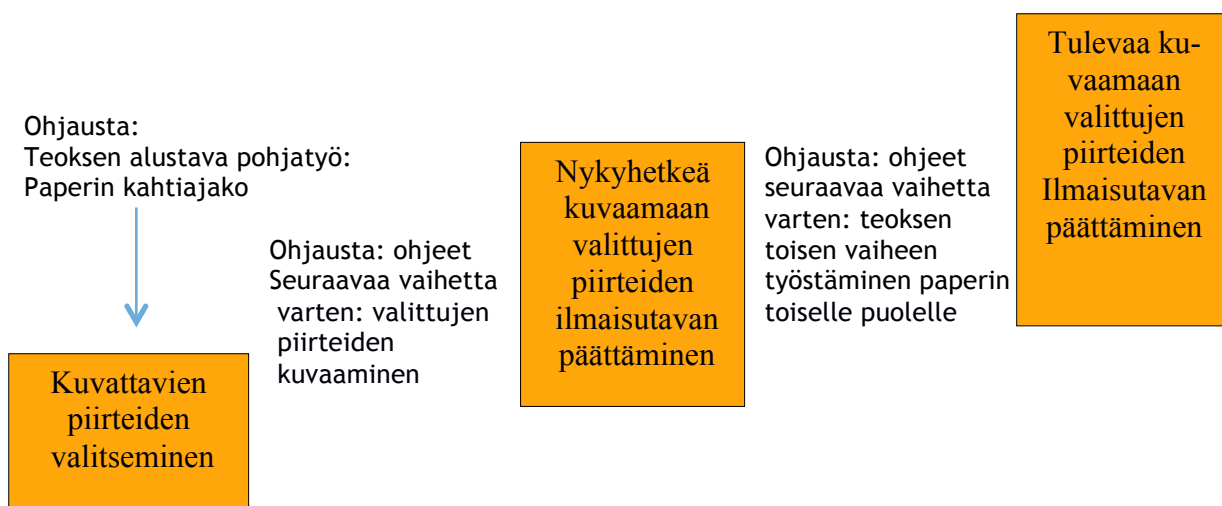 Ohjausta:
Teoksen alustava pohjatyö:
Paperin kahtiajako
Kuvattavien
piirteiden
valitseminen
Ohjausta: ohjeet
Seuraavaa vaihetta
varten: valittujen
piirteiden
kuvaaminen
Nykyhetkeä
kuvaamaan
valittujen
piirteiden
ilmaisutavan
päättäminen
Ohjausta: ohjeet
seuraavaa vaihetta
varten: teoksen
toisen vaiheen
työstäminen paperin
toiselle puolelle
Tulevaa ku-
vaamaan
valittujen
piirteiden
Ilmaisutavan
päättäminen